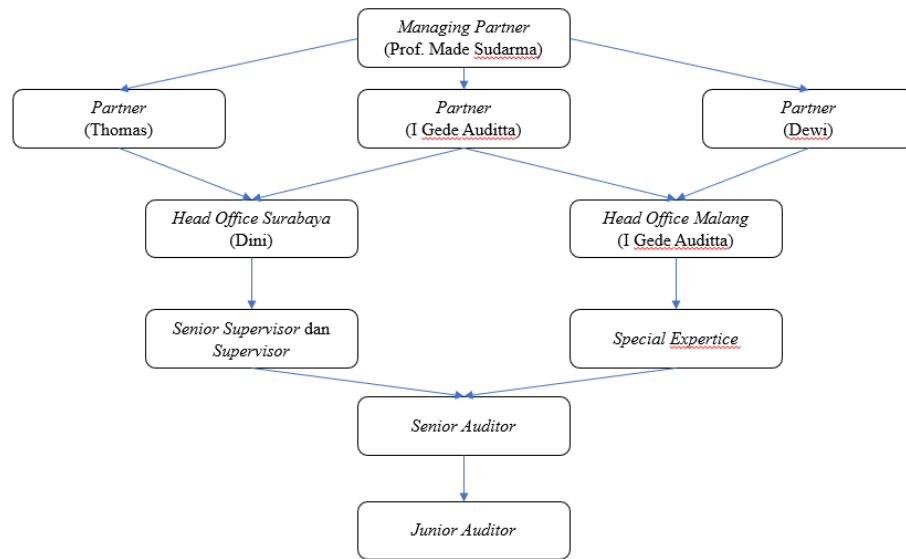 Managing Partner
(Prof. Made Sudarma)
Partner
(Thomas)
Partner
(I Gede Auditta)
Partner
(Dewi)
Head Office Surabaya
(Dini)
Head Office Malang
(I Gede Auditta)
Senior Supervisor dan
Supervisor
Special Expertice
Senior Auditor
Junior Auditor